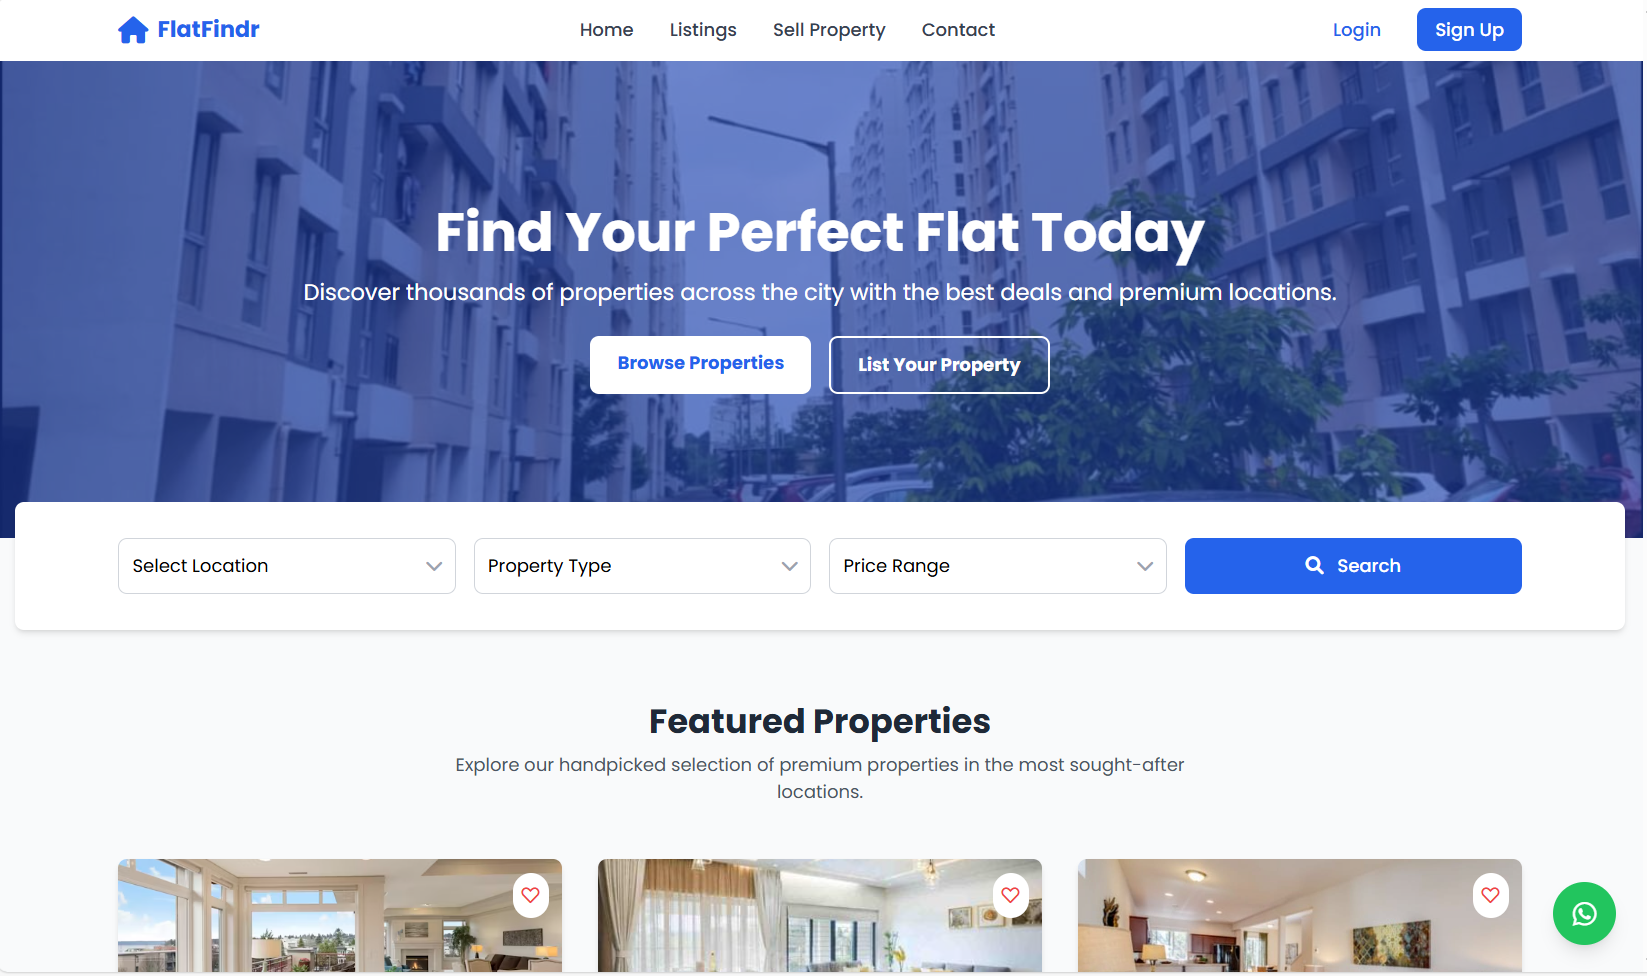 FlatFindr
Home
Listings
Sell Property
Contact
Login
Sign Up
Find Your Perfect Flat Today
Discover thousands of properties across the city with the best deals and premium locations.
Browse Properties
List Your Property
Select Location
Property Type
Price Range
Search
Featured Properties
Explore our handpicked selection of premium properties in the most sought-after
locations.